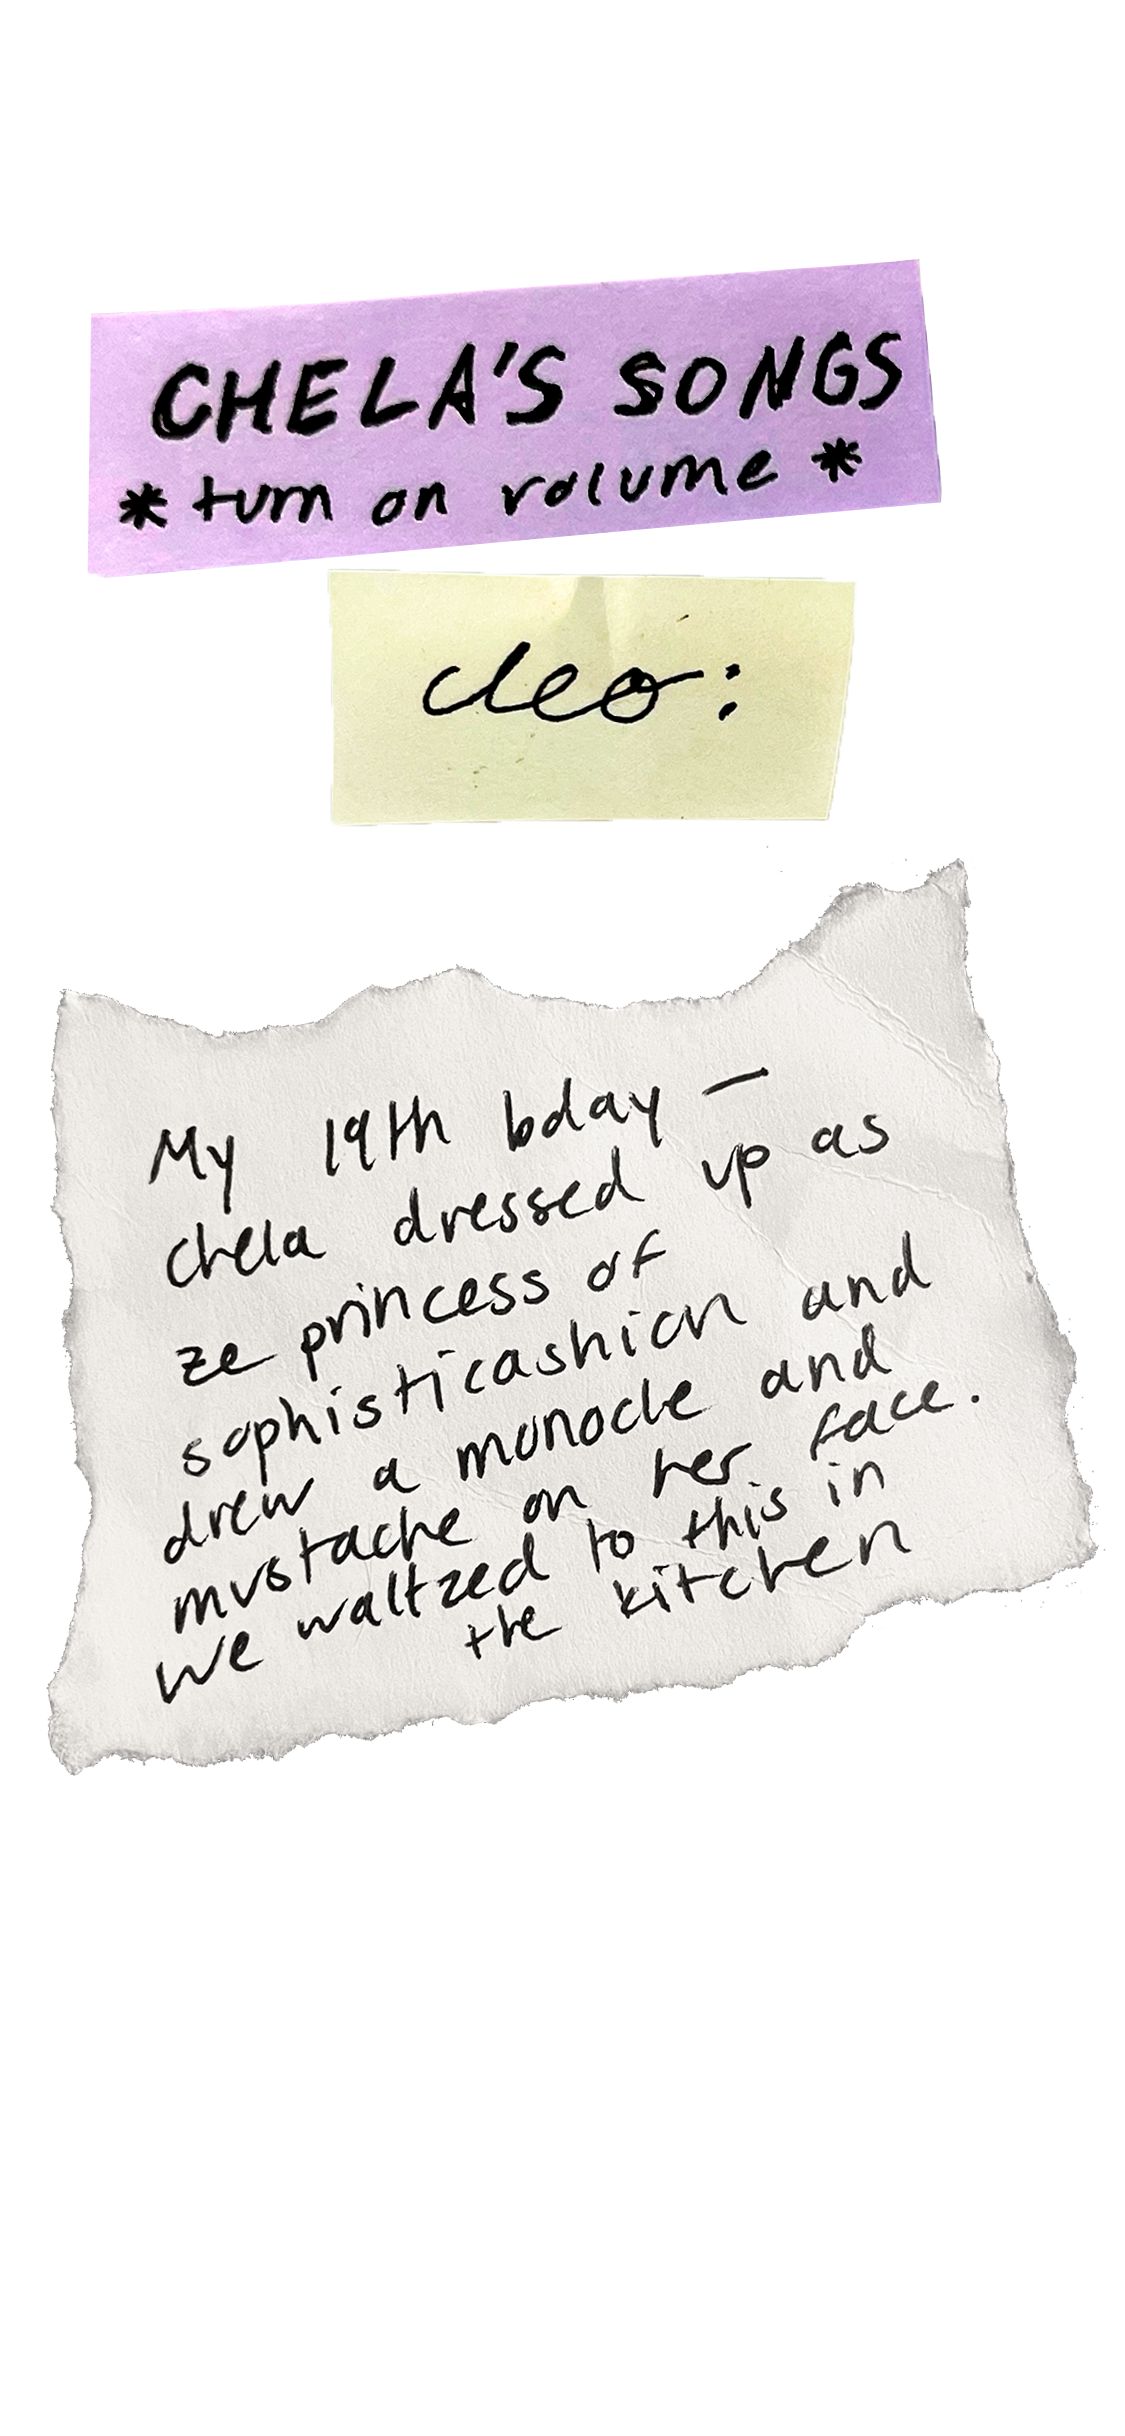 CHELA'S SONGS
* turn on volume *
cleo:
My 19th bday —
chela dressed up as
ze princess of
sophisticashion and
drew a monocle and
mustache on her face.
we waltzed to this in
the kitchen